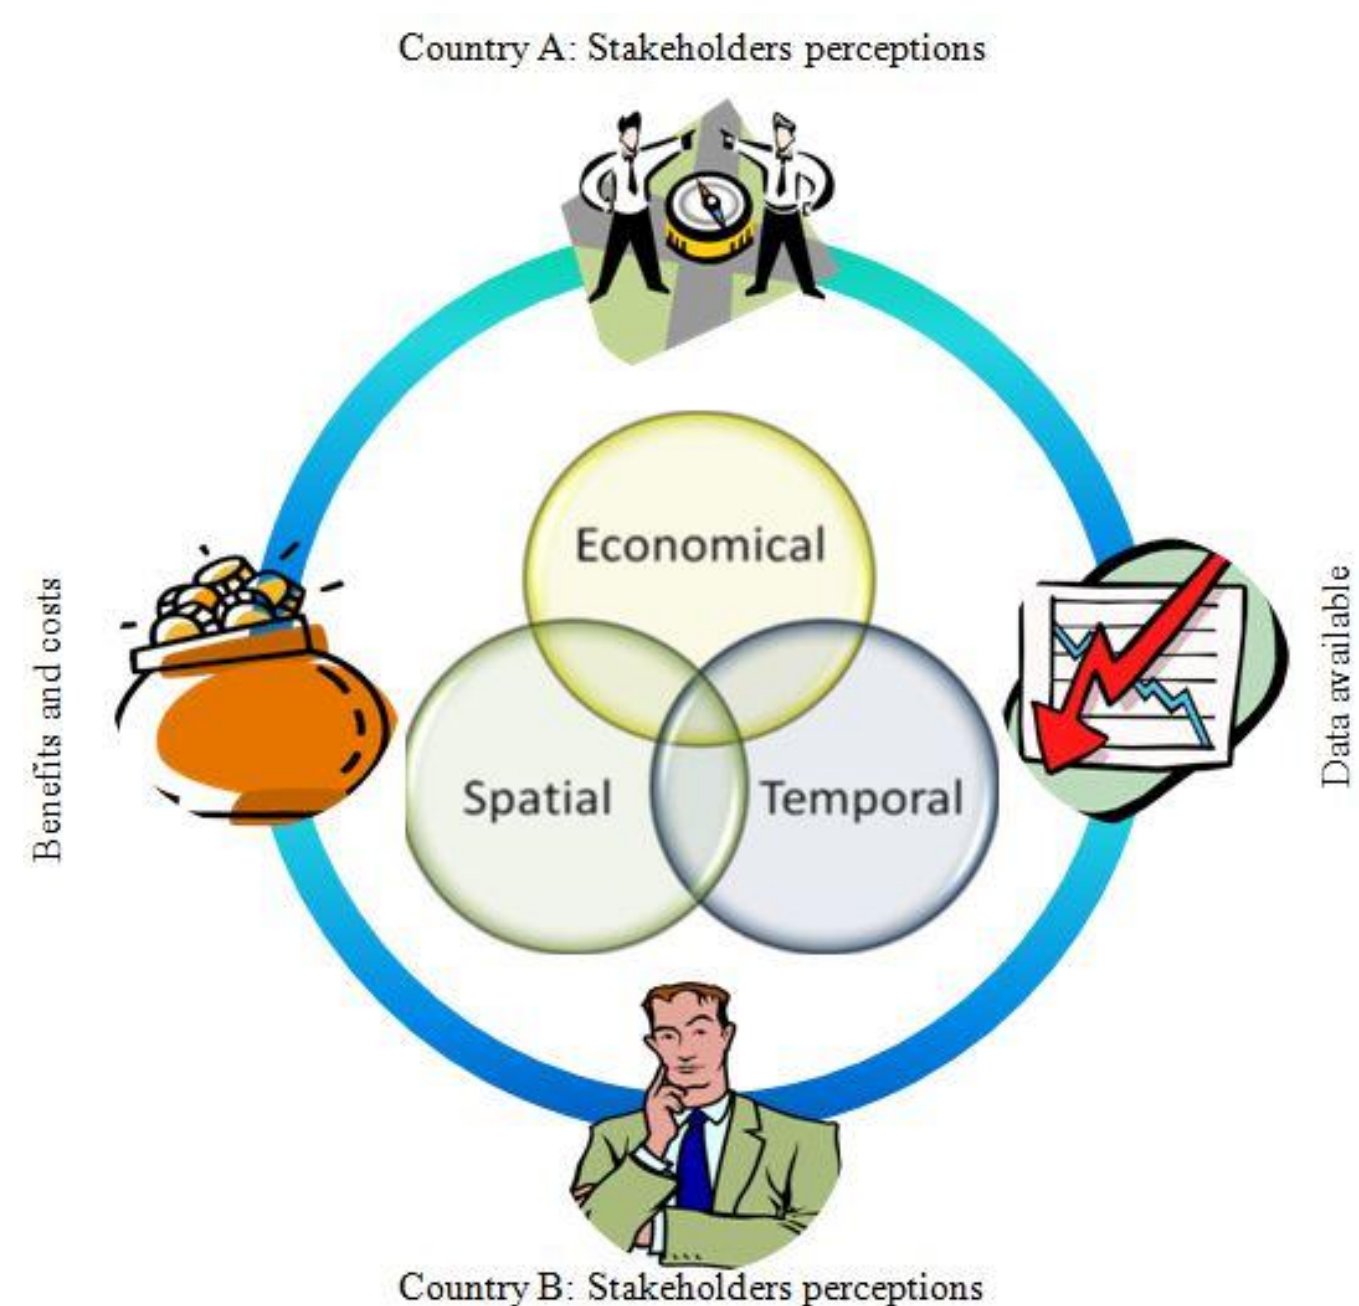 Country A: Stakeholders perceptions
Economical
Benefits and costs
Spatial
Temporal
Data available
Country B: Stakeholders perceptions